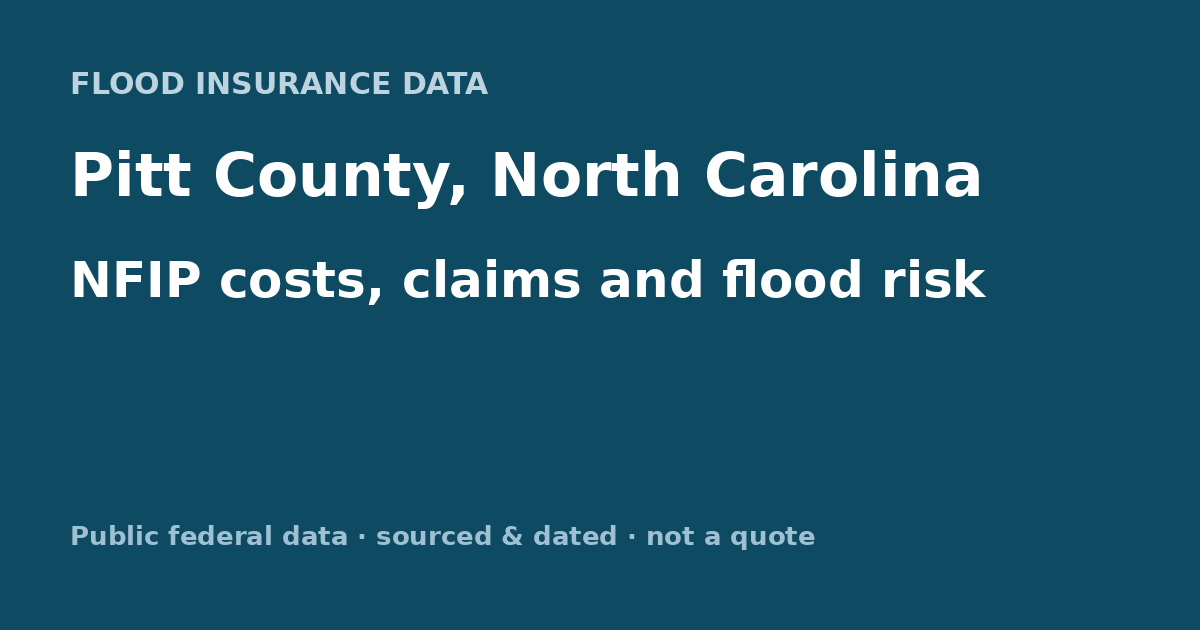 FLOOD INSURANCE DATA
Pitt County, North Carolina
NFIP costs, claims and flood risk
Public federal data · sourced & dated · not a quote